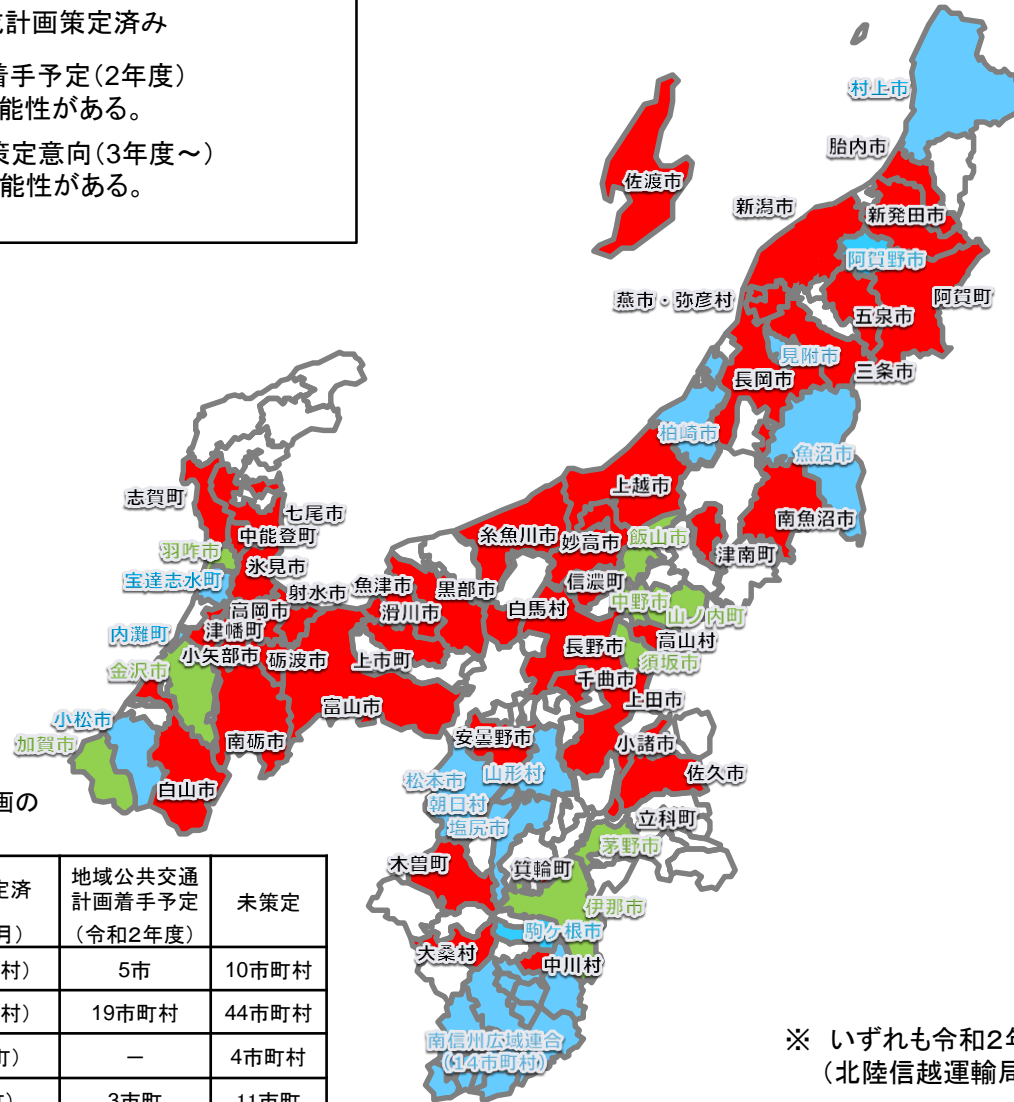 計画策定済み
着手予定（2年度）
能性がある。
策定意向（3年度～）
能性がある。
村上市
胎内市
佐渡市
新潟市
新発田市
阿賀野市
燕市・弥彦村
阿賀町
五泉市
見附市
三条市
長岡市
柏崎市
魚沼市
上越市
志賀町
七尾市
南魚沼市
中能登町
糸魚川市
妙高市
飯山市
津南町
羽咋市
氷見市
宝達志水町
射水市
魚津市
黒部市
信濃町
中野市
山ノ内町
高岡市
滑川市
白馬村
内灘町
津幡町
長野市
高山村
小矢部市
砺波市
上市町
須坂市
金沢市
千曲市
上田市
富山市
小松市
加賀市
南砺市
安曇野市
小諸市
白山市
松本市
山形村
佐久市
朝日村
塩尻市
立科町
茅野市
木曽町
箕輪町
伊那市
駒ケ根市
大桑村
中川村
南信州広域連合
（14市町村）
画の
定済
月）
地域公共交通
計画着手予定
（令和2年度）
未策定
村）
5市
10市町村
村）
19市町村
44市町村
町）
－
4市町村
3市町
11市町
※ いずれも令和2年
（北陸信越運輸局